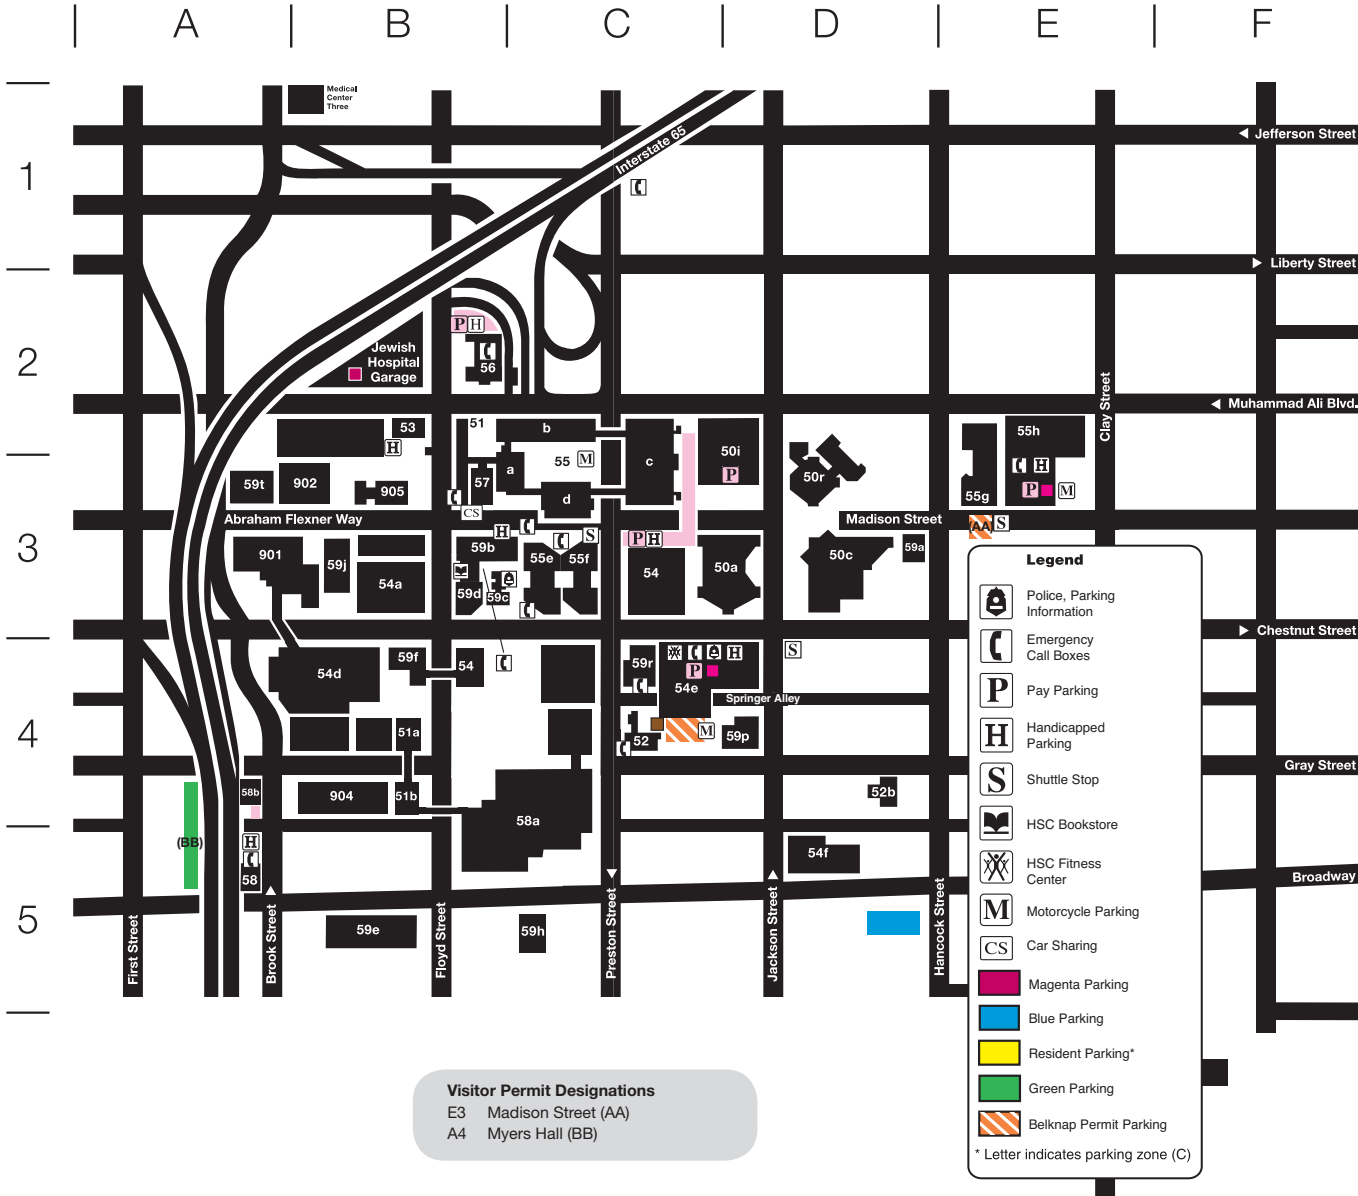 A B C D E F
Medical
Center
Three
1
Jefferson Street
Interstate 65
Liberty Street
P H
2
Jewish
Hospital
Garage
56
Clay Street
Muhammad Ali Blvd.
53
H
51
b
55 M
a
c
d
57
CS
50i
P
50r
55h
H
P M
55g
59t
902
905
3
Abraham Flexner Way
Madison Street
(AA) S
901
59j
54a
H
59b
59d
59c
55e
55f
S
P H
54
50a
50c
59a
Chestnut Street
4
54d
59f
54
59r
H
P
54e
S
Springer Alley
51a
52
M
59p
Gray Street
58b
904
51b
58a
52b
(BB)
H
58
54f
Broadway
5
59e
59h
First Street
Brook Street
Floyd Street
Preston Street
Jackson Street
Hancock Street
Legend
Police, Parking
Information
Emergency
Call Boxes
P Pay Parking
H Handicapped
Parking
S Shuttle Stop
HSC Bookstore
HSC Fitness
Center
M Motorcycle Parking
CS Car Sharing
Magenta Parking
Blue Parking
Resident Parking*
Green Parking
Belknap Permit Parking
* Letter indicates parking zone (C)
Visitor Permit Designations
E3 Madison Street (AA)
A4 Myers Hall (BB)